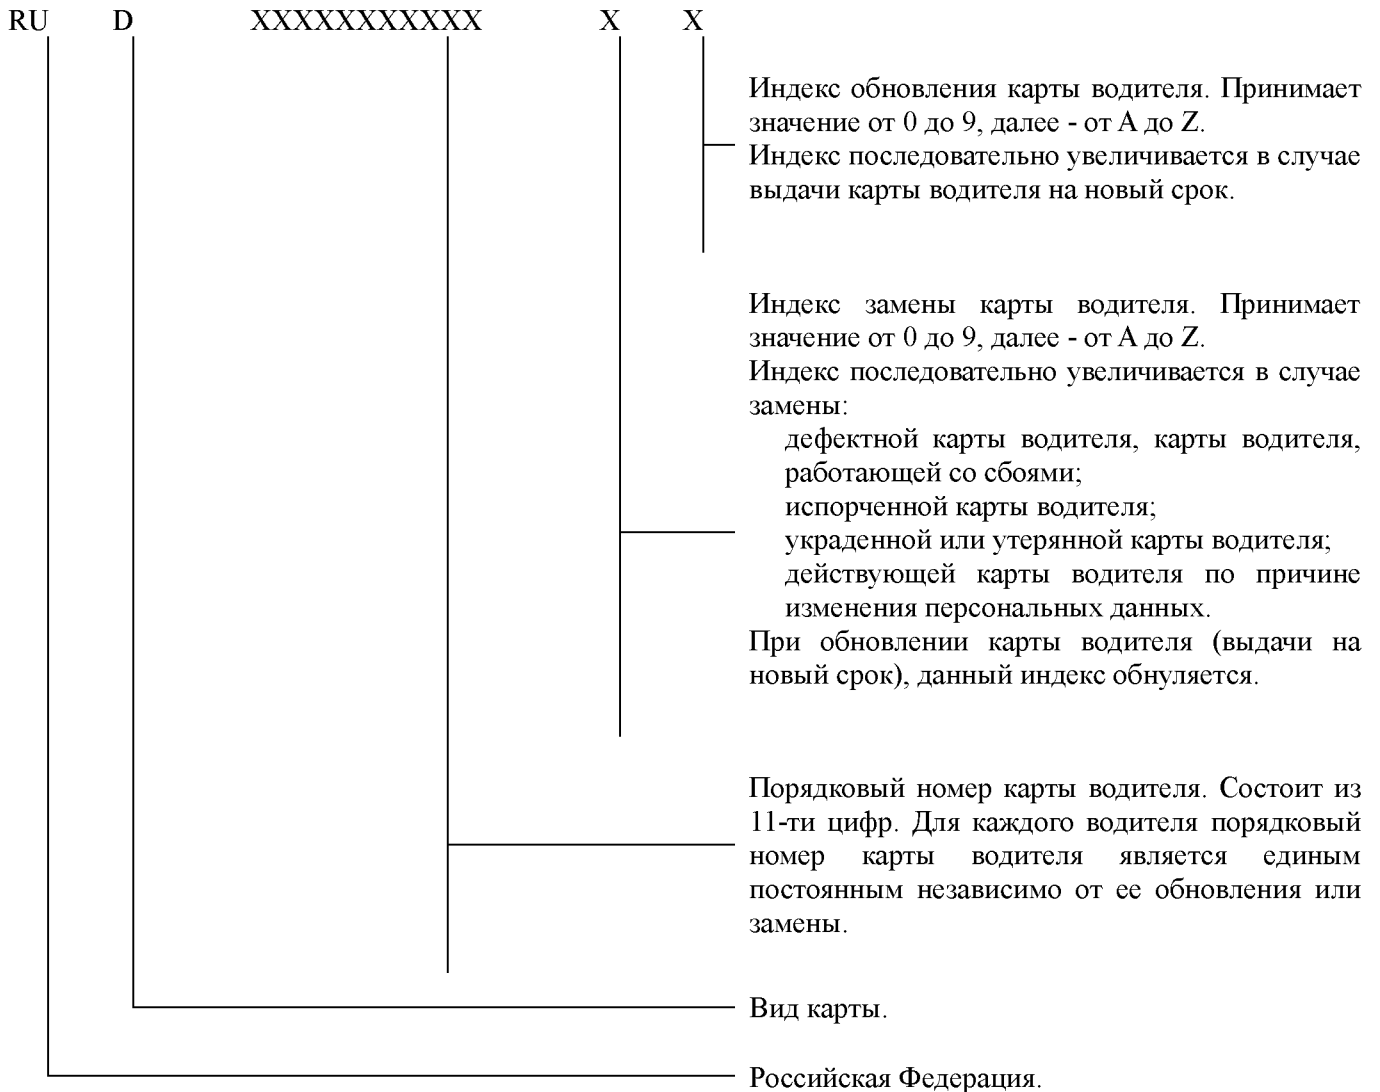 RU D XXXXXXXXXXX X X
Индекс обновления карты водителя. Принимает
значение от 0 до 9, далее - от A до Z.
Индекс последовательно увеличивается в случае
выдачи карты водителя на новый срок.
Индекс замены карты водителя. Принимает
значение от 0 до 9, далее - от A до Z.
Индекс последовательно увеличивается в случае
замены:
дефектной карты водителя, карты водителя,
работающей со сбоями;
испорченной карты водителя;
украденной или утерянной карты водителя;
действующей карты водителя по причине
изменения персональных данных.
При обновлении карты водителя (выдачи на
новый срок), данный индекс обнуляется.
Порядковый номер карты водителя. Состоит из
11-ти цифр. Для каждого водителя порядковый
номер карты водителя является единым
постоянным независимо от ее обновления или
замены.
Вид карты.
Российская Федерация.